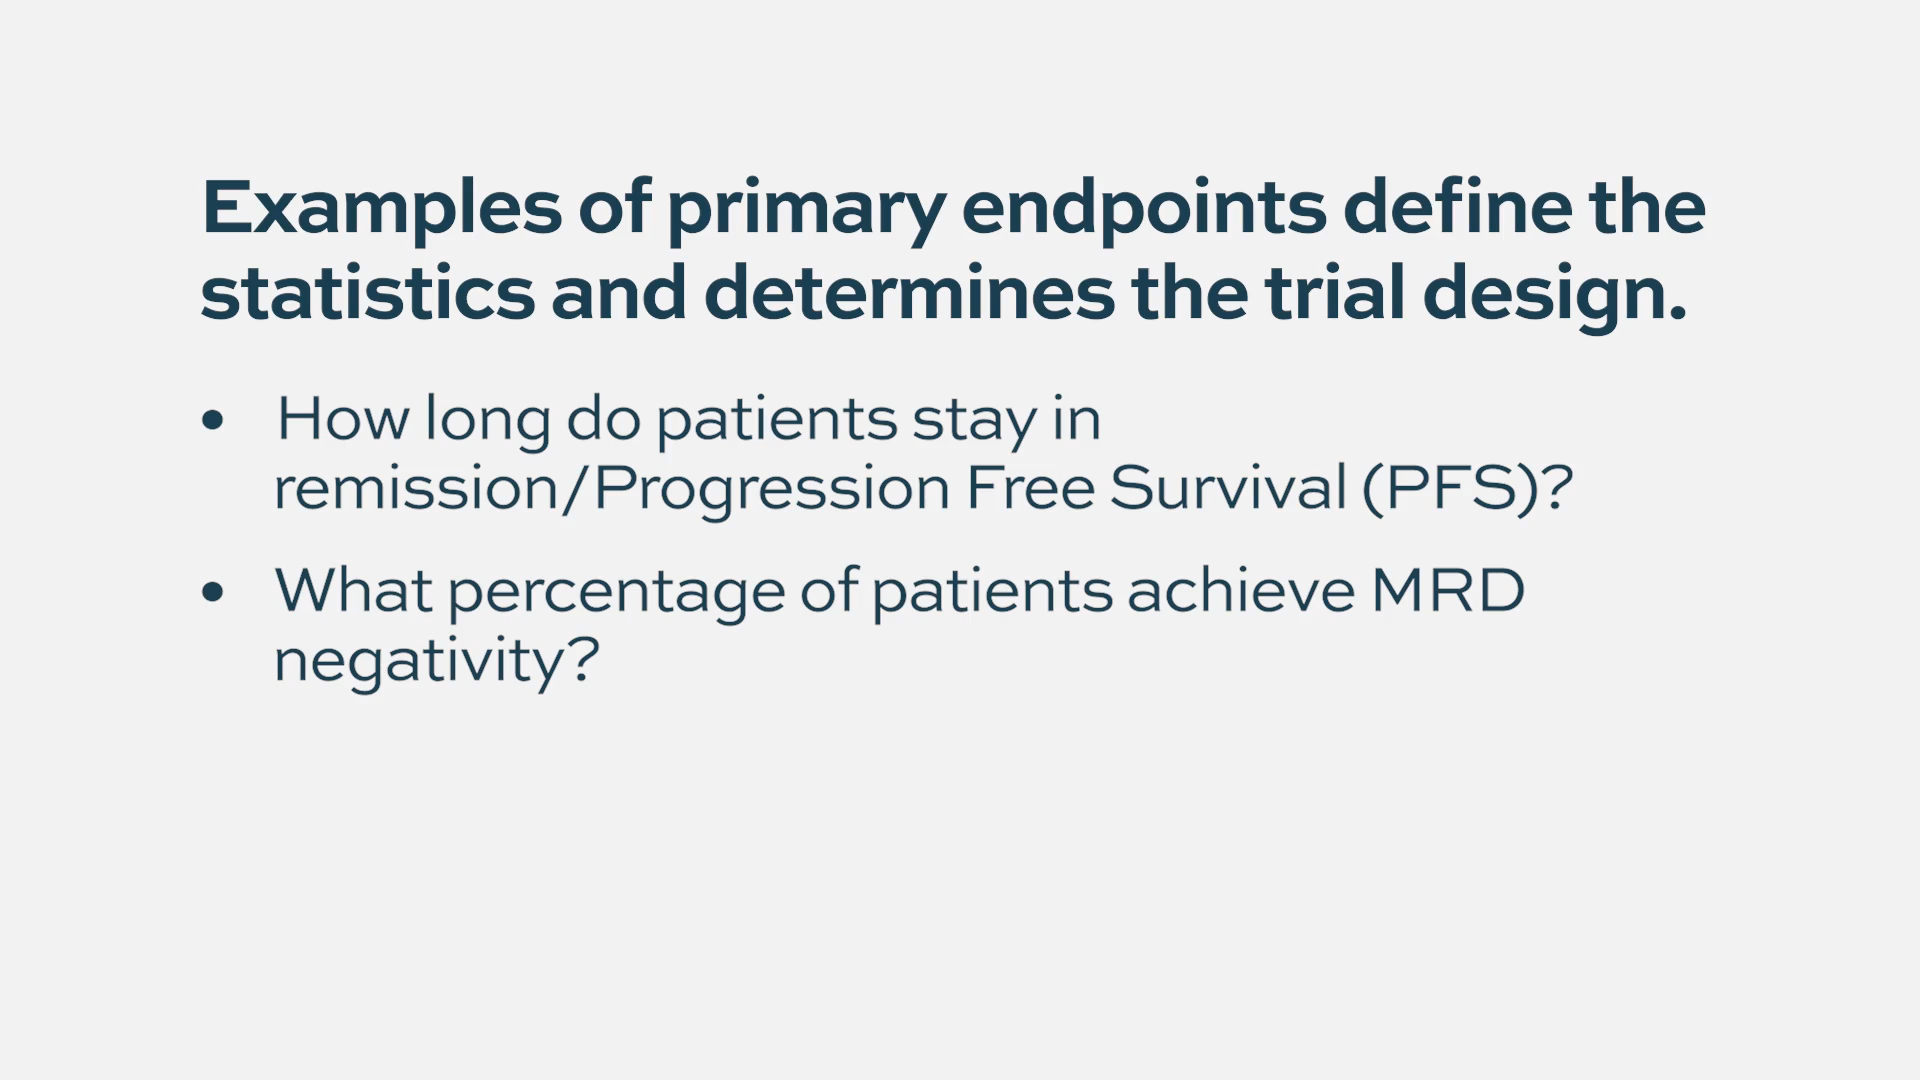 Examples of primary endpoints define the
statistics and determines the trial design.
• How long do patients stay in
remission/Progression Free Survival (PFS)?
• What percentage of patients achieve MRD
negativity?